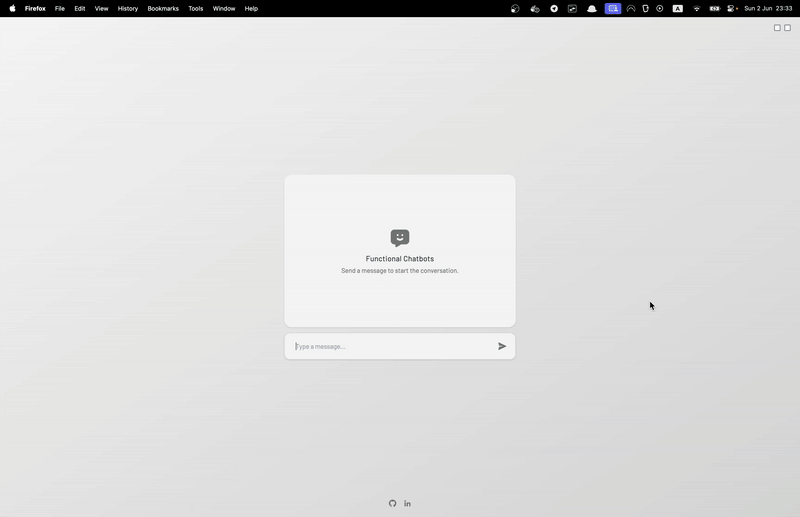 Firefox File Edit View History Bookmarks Tools Window Help A Sun 2 Jun 23:33
Functional Chatbots
Send a message to start the conversation.
Type a message...
in